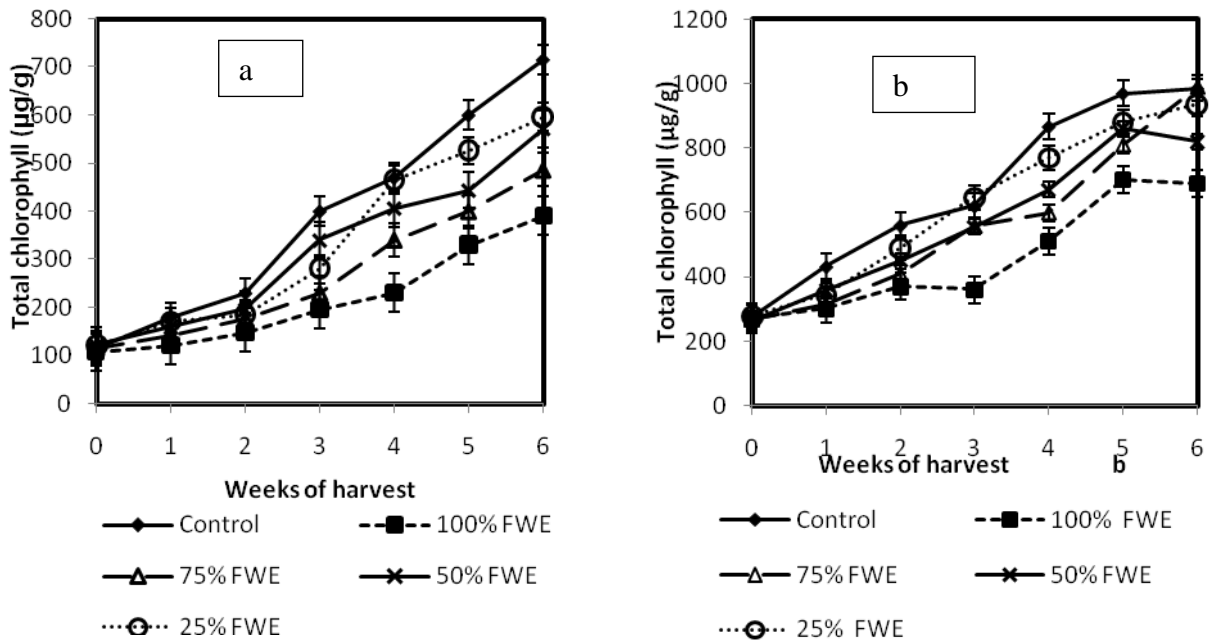 Total chlorophyll (µg/g)
800
700
600
500
400
300
200
100
0
a
0 1 2 3 4 5 6
Weeks of harvest
Control 100% FWE
75% FWE 50% FWE
25% FWE
Total chlorophyll (µg/g)
1200
1000
800
600
400
200
0
b
0 1 2 3 4 5 6
Weeks of harvest b
Control 100% FWE
75% FWE 50% FWE
25% FWE